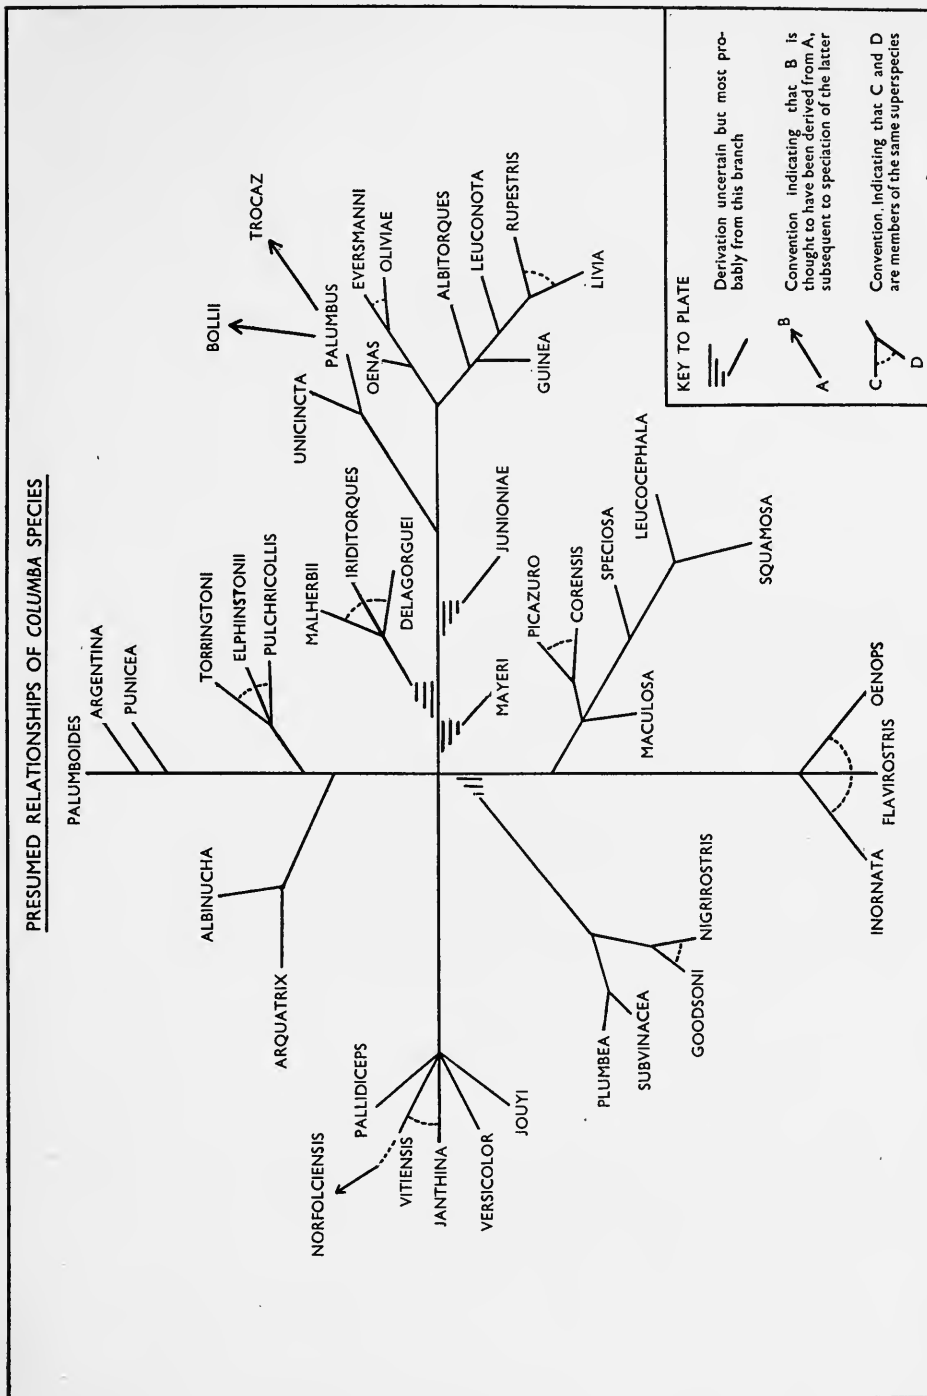 PRESUMED RELATIONSHIPS OF COLUMBA SPECIES
PALUMBOIDES
ARGENTINA
PUNICEA
TORRINGTONI
ELPHINSTONII
PULCHRICOLLIS
ALBINUCHA
ARQUATRIX
MALHERBII
IRIDITORQUES
DELAGORGUEI
BOLLII
TROCAZ
UNICINCTA
PALUMBUS
OENAS
EVERSMANNI
OLIVIAE
ALBITORQUES
LEUCONOTA
RUPESTRIS
LIVIA
GUINEA
JUNIONIAE
MAYERI
NORFOLCIENSIS
PALLIDICEPS
VITIENSIS
JANTHINA
VERSICOLOR
JOUYI
PICAZURO
CORENSIS
SPECIOSA
LEUCOCEPHALA
SQUAMOSA
MACULOSA
PLUMBEA
SUBVINACEA
GOODSONI
NIGRIROSTRIS
INORNATA
FLAVIROSTRIS
OENOPS
KEY TO PLATE
Derivation uncertain but most pro-
bably from this branch
A
B
Convention indicating that B is
thought to have been derived from A,
subsequent to speciation of the latter
C
D
Convention, Indicating that C and D
are members of the same superspecies